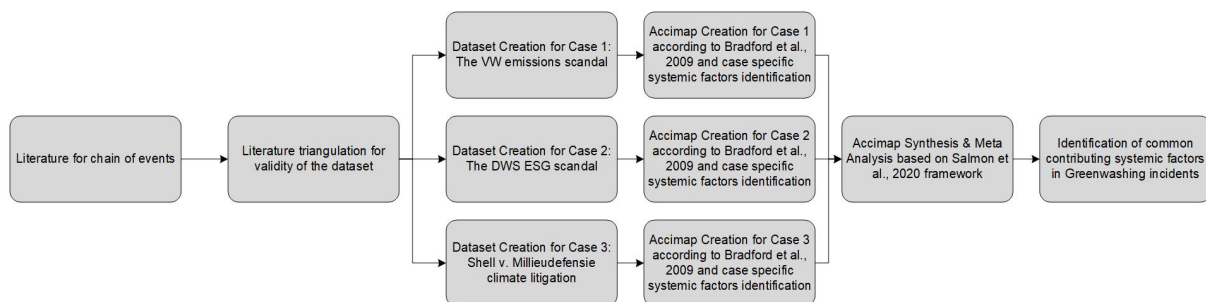 Literature for chain of events
Literature triangulation for
validity of the dataset
Dataset Creation for Case 1:
The VW emissions scandal
Accimap Creation for Case 1
according to Bradford et al.,
2009 and case specific
systemic factors identification
Dataset Creation for Case 2:
The DWS ESG scandal
Accimap Creation for Case 2
according to Bradford et al.,
2009 and case specific
systemic factors identification
Dataset Creation for Case 3:
Shell v. Millieudefensie
climate litigation
Accimap Creation for Case 3
according to Bradford et al.,
2009 and case specific
systemic factors identification
Accimap Synthesis & Meta
Analysis based on Salmon et
al., 2020 framework
Identification of common
contributing systemic factors
in Greenwashing incidents